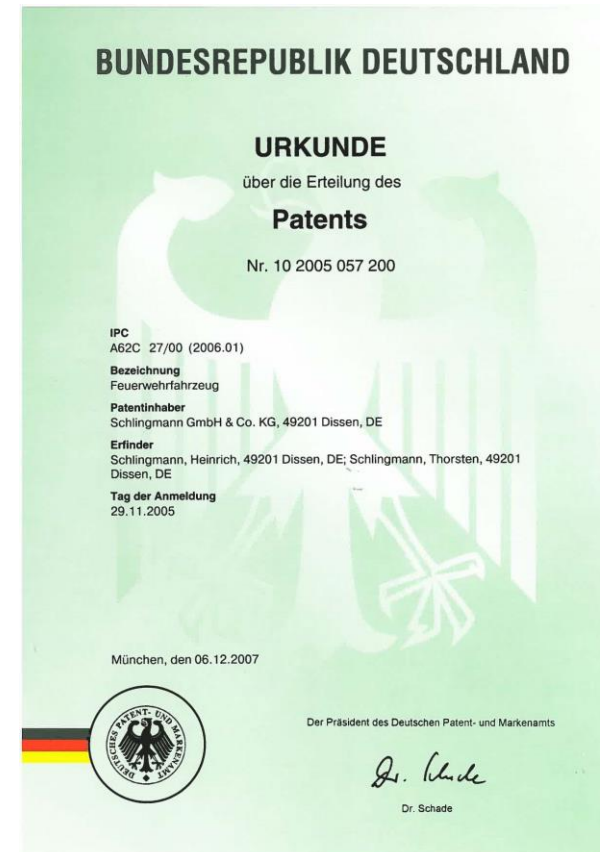 BUNDESREPUBLIK DEUTSCHLAND
URKUNDE
über die Erteilung des
Patents
Nr. 10 2005 057 200
IPC
A62C 27/00 (2006.01)
Bezeichnung
Feuerwehrfahrzeug
Patentinhaber
Schlingmann GmbH & Co. KG, 49201 Dissen, DE
Erfinder
Schlingmann, Heinrich, 49201 Dissen, DE; Schlingmann, Thorsten, 49201
Dissen, DE
Tag der Anmeldung
29.11.2005
München, den 06.12.2007
DEUTSCHES PATENT- UND MARKENAMT
Der Präsident des Deutschen Patent- und Markenamts
Dr. Schade
Dr. Schade